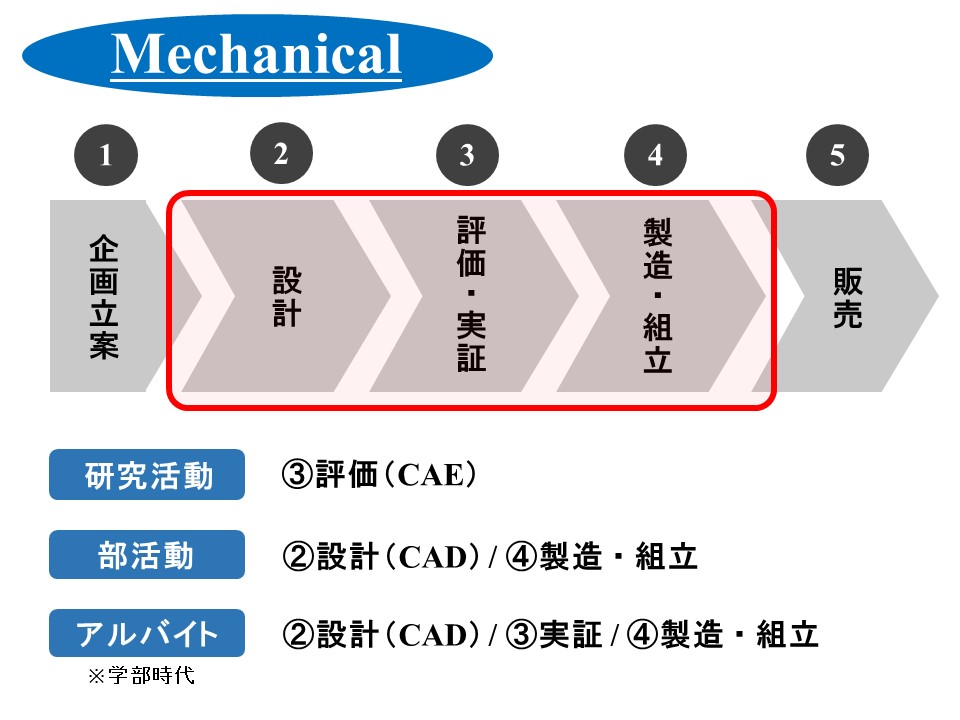 Mechanical
1
2
3
4
5
企画立案
設計
評価・実証
製造・組立
販売
研究活動
③評価（CAE）
部活動
②設計（CAD）/ ④製造・組立
アルバイト
②設計（CAD）/ ③実証 / ④製造・組立
※学部時代